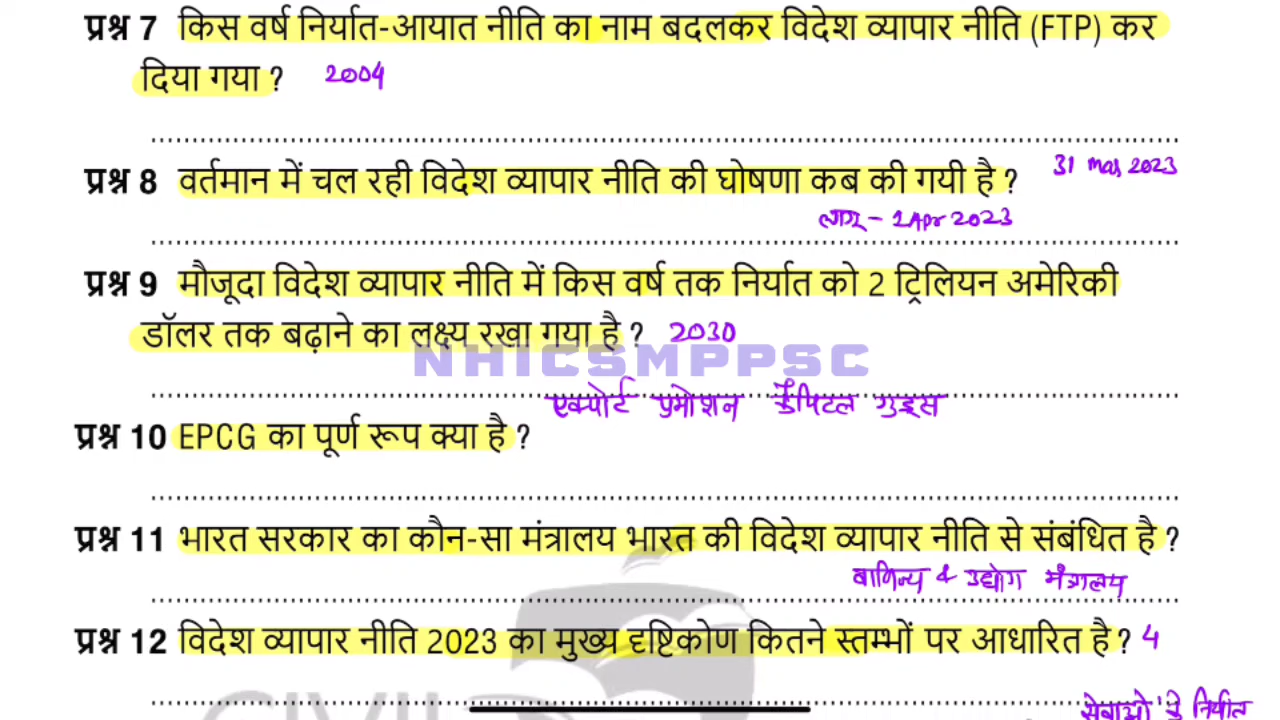 प्रश्न 7 किस वर्ष निर्यात-आयात नीति का नाम बदलकर विदेश व्यापार नीति (FTP) कर
दिया गया ? 2004
प्रश्न 8 वर्तमान में चल रही विदेश व्यापार नीति की घोषणा कब की गयी है ? 31 Mar 2023
लागू - 1 Apr 2023
प्रश्न 9 मौजूदा विदेश व्यापार नीति में किस वर्ष तक निर्यात को 2 ट्रिलियन अमेरिकी
डॉलर तक बढ़ाने का लक्ष्य रखा गया है ? 2030
NHICSMPPSC
एक्पोर्ट प्रमोशन कैपिटल गुड्स
प्रश्न 10 EPCG का पूर्ण रूप क्या है ?
प्रश्न 11 भारत सरकार का कौन-सा मंत्रालय भारत की विदेश व्यापार नीति से संबंधित है ?
वाणिज्य & उद्योग मंत्रालय
प्रश्न 12 विदेश व्यापार नीति 2023 का मुख्य दृष्टिकोण कितने स्तम्भों पर आधारित है ? 4
CIVIL
निर्यात